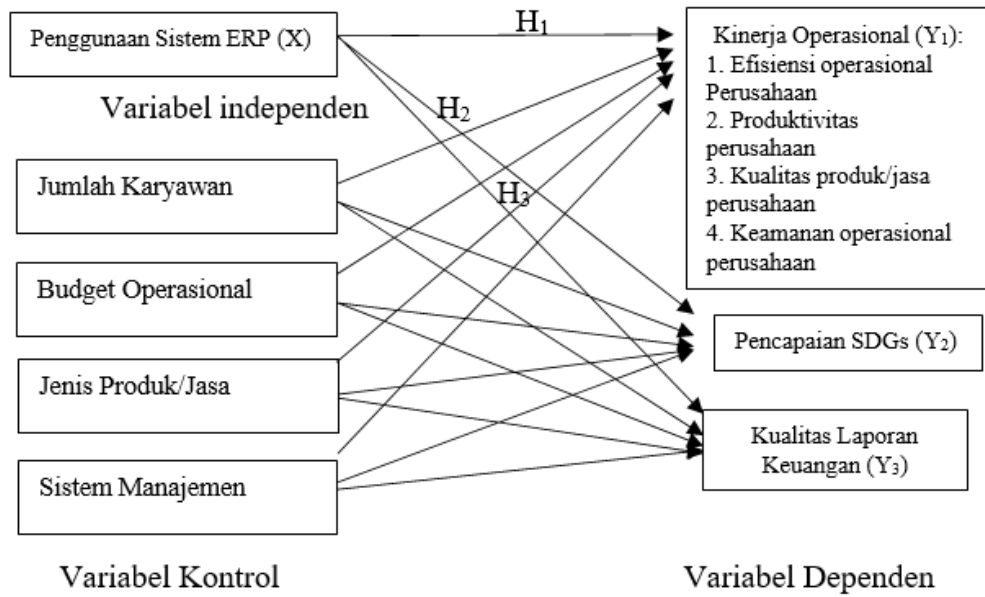 Penggunaan Sistem ERP (X)
Variabel independen
Jumlah Karyawan
Budget Operasional
Jenis Produk/Jasa
Sistem Manajemen
Variabel Kontrol
H₁
H₂
H₃
Kinerja Operasional (Y₁):
1. Efisiensi operasional
Perusahaan
2. Produktivitas
perusahaan
3. Kualitas produk/jasa
perusahaan
4. Keamanan operasional
perusahaan
Pencapaian SDGs (Y₂)
Kualitas Laporan
Keuangan (Y₃)
Variabel Dependen